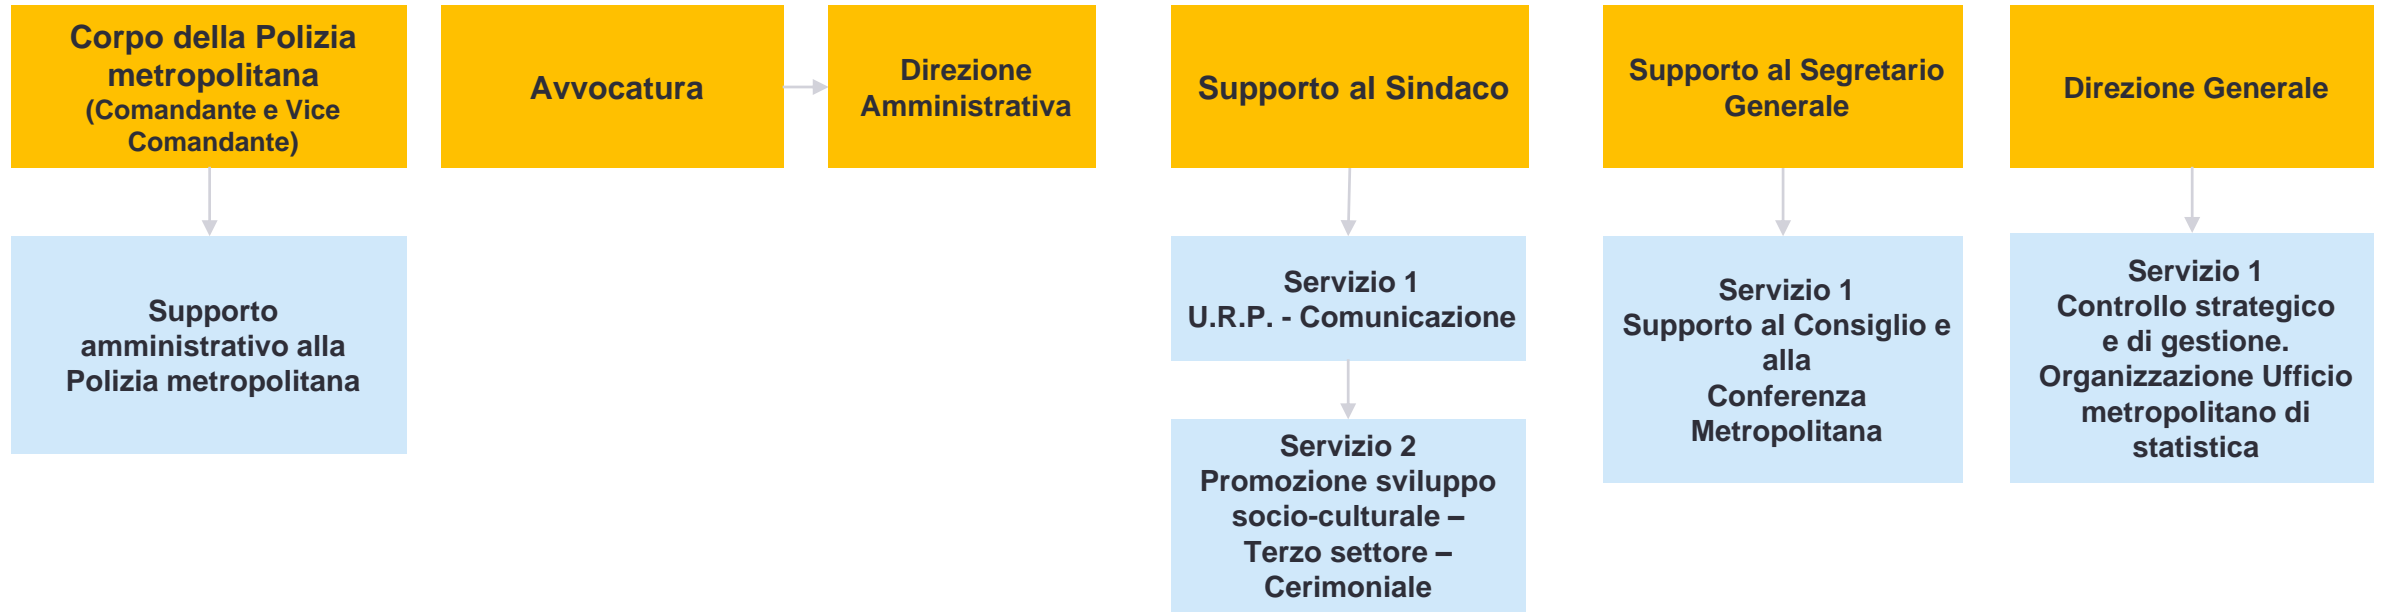 Corpo della Polizia
metropolitana
(Comandante e Vice
Comandante)
Avvocatura
Direzione
Amministrativa
Supporto al Sindaco
Supporto al Segretario
Generale
Direzione Generale
Supporto
amministrativo alla
Polizia metropolitana
Servizio 1
U.R.P. - Comunicazione
Servizio 2
Promozione sviluppo
socio-culturale –
Terzo settore –
Cerimoniale
Servizio 1
Supporto al Consiglio e
alla
Conferenza
Metropolitana
Servizio 1
Controllo strategico
e di gestione.
Organizzazione Ufficio
metropolitano di
statistica